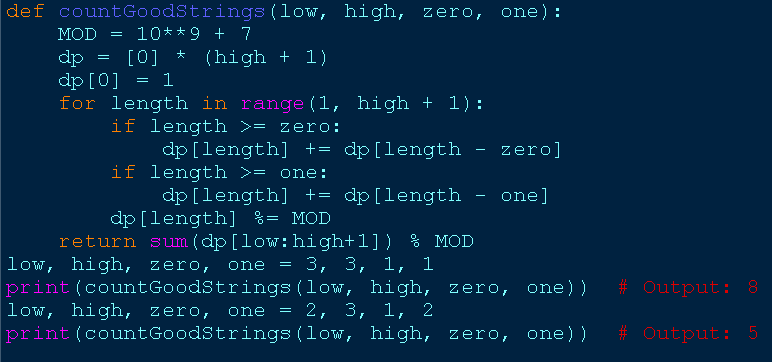 def countGoodStrings(low, high, zero, one):
    MOD = 10**9 + 7
    dp = [0] * (high + 1)
    dp[0] = 1
    for length in range(1, high + 1):
        if length >= zero:
            dp[length] += dp[length - zero]
        if length >= one:
            dp[length] += dp[length - one]
        dp[length] %= MOD
    return sum(dp[low:high+1]) % MOD
low, high, zero, one = 3, 3, 1, 1
print(countGoodStrings(low, high, zero, one))  # Output: 8
low, high, zero, one = 2, 3, 1, 2
print(countGoodStrings(low, high, zero, one))  # Output: 5